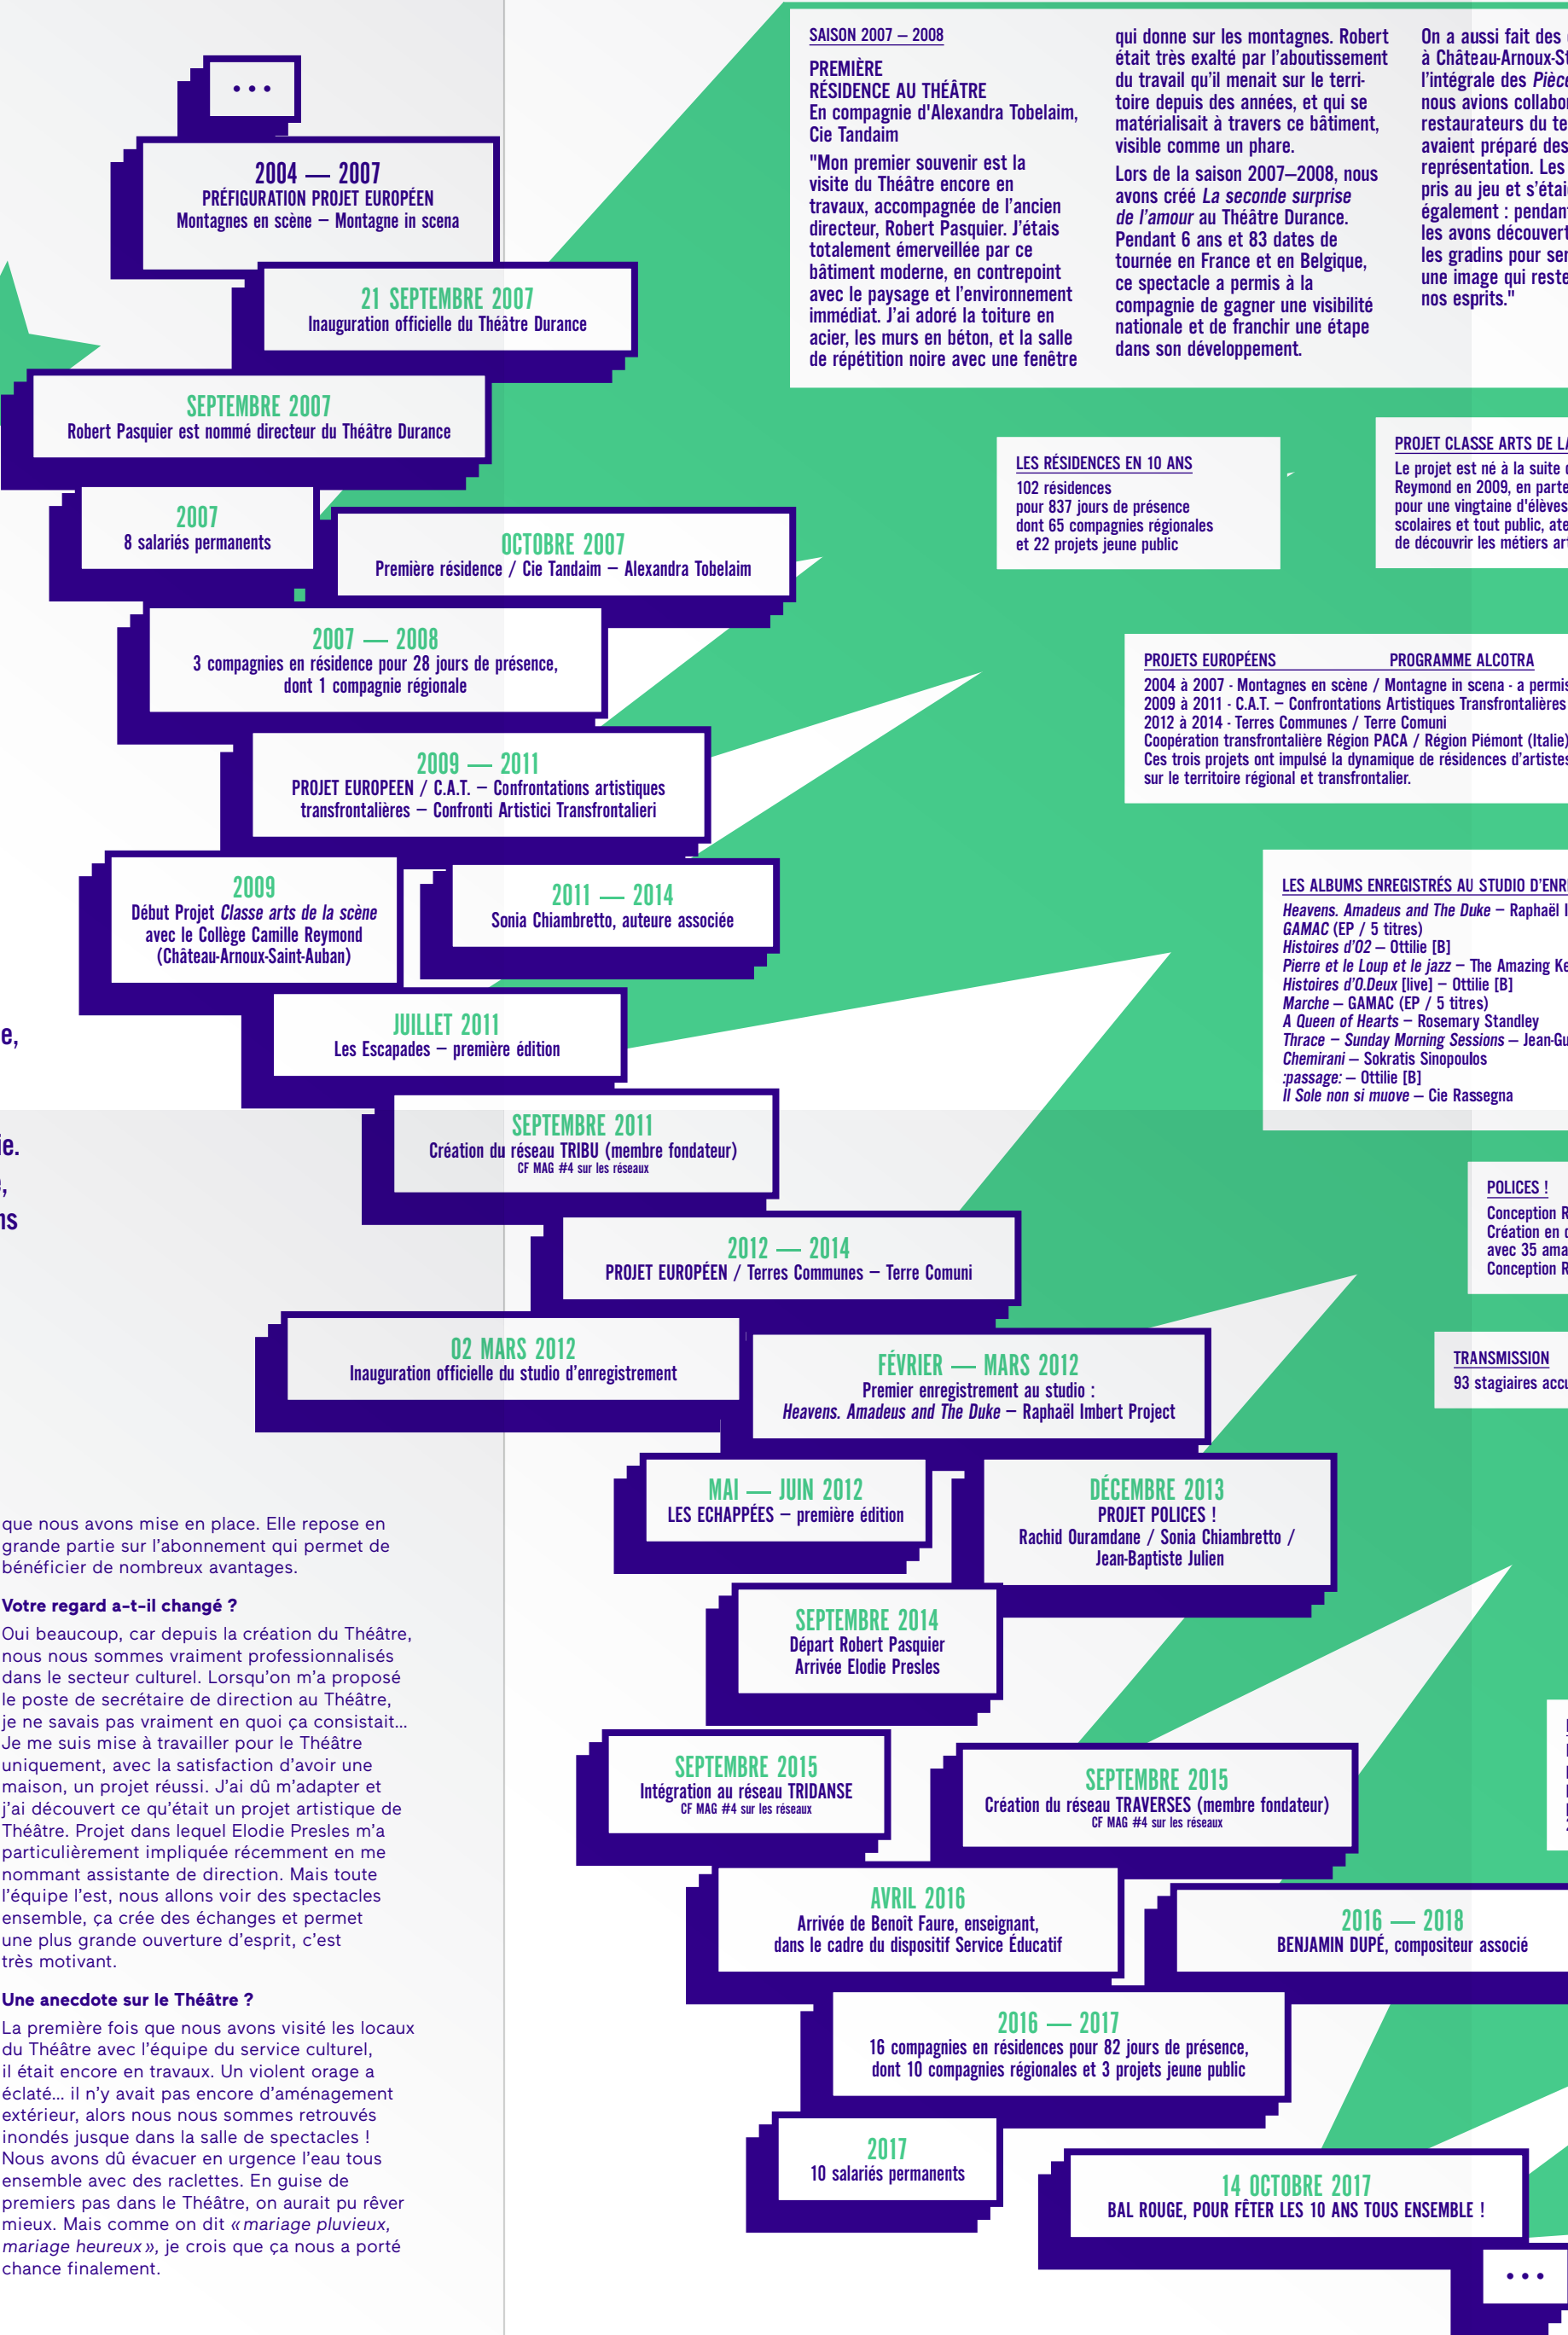 • • •
2004 — 2007
PRÉFIGURATION PROJET EUROPÉEN
Montagnes en scène – Montagne in scena
21 SEPTEMBRE 2007
Inauguration officielle du Théâtre Durance
SEPTEMBRE 2007
Robert Pasquier est nommé directeur du Théâtre Durance
2007
8 salariés permanents
OCTOBRE 2007
Première résidence / Cie Tandaim – Alexandra Tobelaim
2007 — 2008
3 compagnies en résidence pour 28 jours de présence,
dont 1 compagnie régionale
2009 — 2011
PROJET EUROPEEN / C.A.T. – Confrontations artistiques
transfrontalières – Confronti Artistici Transfrontalieri
2009
Début Projet Classe arts de la scène
avec le Collège Camille Reymond
(Château-Arnoux-Saint-Auban)
2011 — 2014
Sonia Chiambretto, auteure associée
JUILLET 2011
Les Escapades – première édition
SEPTEMBRE 2011
Création du réseau TRIBU (membre fondateur)
CF MAG #4 sur les réseaux
2012 — 2014
PROJET EUROPÉEN / Terres Communes – Terre Comuni
02 MARS 2012
Inauguration officielle du studio d'enregistrement
FÉVRIER — MARS 2012
Premier enregistrement au studio :
Heavens. Amadeus and The Duke – Raphaël Imbert Project
MAI — JUIN 2012
LES ECHAPPÉES – première édition
DÉCEMBRE 2013
PROJET POLICES !
Rachid Ouramdane / Sonia Chiambretto /
Jean-Baptiste Julien
SEPTEMBRE 2014
Départ Robert Pasquier
Arrivée Elodie Presles
SEPTEMBRE 2015
Intégration au réseau TRIDANSE
CF MAG #4 sur les réseaux
SEPTEMBRE 2015
Création du réseau TRAVERSES (membre fondateur)
CF MAG #4 sur les réseaux
AVRIL 2016
Arrivée de Benoît Faure, enseignant,
dans le cadre du dispositif Service Éducatif
2016 — 2018
BENJAMIN DUPÉ, compositeur associé
2016 — 2017
16 compagnies en résidences pour 82 jours de présence,
dont 10 compagnies régionales et 3 projets jeune public
2017
10 salariés permanents
14 OCTOBRE 2017
BAL ROUGE, POUR FÊTER LES 10 ANS TOUS ENSEMBLE !
• • •
SAISON 2007 – 2008
PREMIÈRE
RÉSIDENCE AU THÉÂTRE
En compagnie d'Alexandra Tobelaim,
Cie Tandaim
"Mon premier souvenir est la
visite du Théâtre encore en
travaux, accompagnée de l'ancien
directeur, Robert Pasquier. J'étais
totalement émerveillée par ce
bâtiment moderne, en contrepoint
avec le paysage et l'environnement
immédiat. J'ai adoré la toiture en
acier, les murs en béton, et la salle
de répétition noire avec une fenêtre
qui donne sur les montagnes. Robert
était très exalté par l'aboutissement
du travail qu'il menait sur le terri-
toire depuis des années, et qui se
matérialisait à travers ce bâtiment,
visible comme un phare.
Lors de la saison 2007–2008, nous
avons créé La seconde surprise
de l'amour au Théâtre Durance.
Pendant 6 ans et 83 dates de
tournée en France et en Belgique,
ce spectacle a permis à la
compagnie de gagner une visibilité
nationale et de franchir une étape
dans son développement.
On a aussi fait des
à Château-Arnoux-S
l'intégrale des Pièc
nous avions collabo
restaurateurs du te
avaient préparé des
représentation. Les
pris au jeu et s'étai
également : pendant
les avons découvert
les gradins pour ser
une image qui reste
nos esprits."
LES RÉSIDENCES EN 10 ANS
102 résidences
pour 837 jours de présence
dont 65 compagnies régionales
et 22 projets jeune public
PROJET CLASSE ARTS DE LA
Le projet est né à la suite
Reymond en 2009, en parte
pour une vingtaine d'élèves
scolaires et tout public, ate
de découvrir les métiers ar
PROJETS EUROPÉENS PROGRAMME ALCOTRA
2004 à 2007 - Montagnes en scène / Montagne in scena - a permis
2009 à 2011 - C.A.T. – Confrontations Artistiques Transfrontalières
2012 à 2014 - Terres Communes / Terre Comuni
Coopération transfrontalière Région PACA / Région Piémont (Italie)
Ces trois projets ont impulsé la dynamique de résidences d'artistes
sur le territoire régional et transfrontalier.
LES ALBUMS ENREGISTRÉS AU STUDIO D'ENR
Heavens. Amadeus and The Duke – Raphaël I
GAMAC (EP / 5 titres)
Histoires d'O2 – Ottilie [B]
Pierre et le Loup et le jazz – The Amazing Ke
Histoires d'O.Deux [live] – Ottilie [B]
Marche – GAMAC (EP / 5 titres)
A Queen of Hearts – Rosemary Standley
Thrace – Sunday Morning Sessions – Jean-Gu
Chemirani – Sokratis Sinopoulos
:passage: – Ottilie [B]
Il Sole non si muove – Cie Rassegna
POLICES !
Conception R
Création en
avec 35 ama
Conception R
TRANSMISSION
93 stagiaires accu
e,
ie.
,
ns
que nous avons mise en place. Elle repose en
grande partie sur l'abonnement qui permet de
bénéficier de nombreux avantages.
Votre regard a-t-il changé ?
Oui beaucoup, car depuis la création du Théâtre,
nous nous sommes vraiment professionnalisés
dans le secteur culturel. Lorsqu'on m'a proposé
le poste de secrétaire de direction au Théâtre,
je ne savais pas vraiment en quoi ça consistait...
Je me suis mise à travailler pour le Théâtre
uniquement, avec la satisfaction d'avoir une
maison, un projet réussi. J'ai dû m'adapter et
j'ai découvert ce qu'était un projet artistique de
Théâtre. Projet dans lequel Elodie Presles m'a
particulièrement impliquée récemment en me
nommant assistante de direction. Mais toute
l'équipe l'est, nous allons voir des spectacles
ensemble, ça crée des échanges et permet
une plus grande ouverture d'esprit, c'est
très motivant.
Une anecdote sur le Théâtre ?
La première fois que nous avons visité les locaux
du Théâtre avec l'équipe du service culturel,
il était encore en travaux. Un violent orage a
éclaté... il n'y avait pas encore d'aménagement
extérieur, alors nous nous sommes retrouvés
inondés jusque dans la salle de spectacles !
Nous avons dû évacuer en urgence l'eau tous
ensemble avec des raclettes. En guise de
premiers pas dans le Théâtre, on aurait pu rêver
mieux. Mais comme on dit « mariage pluvieux,
mariage heureux », je crois que ça nous a porté
chance finalement.